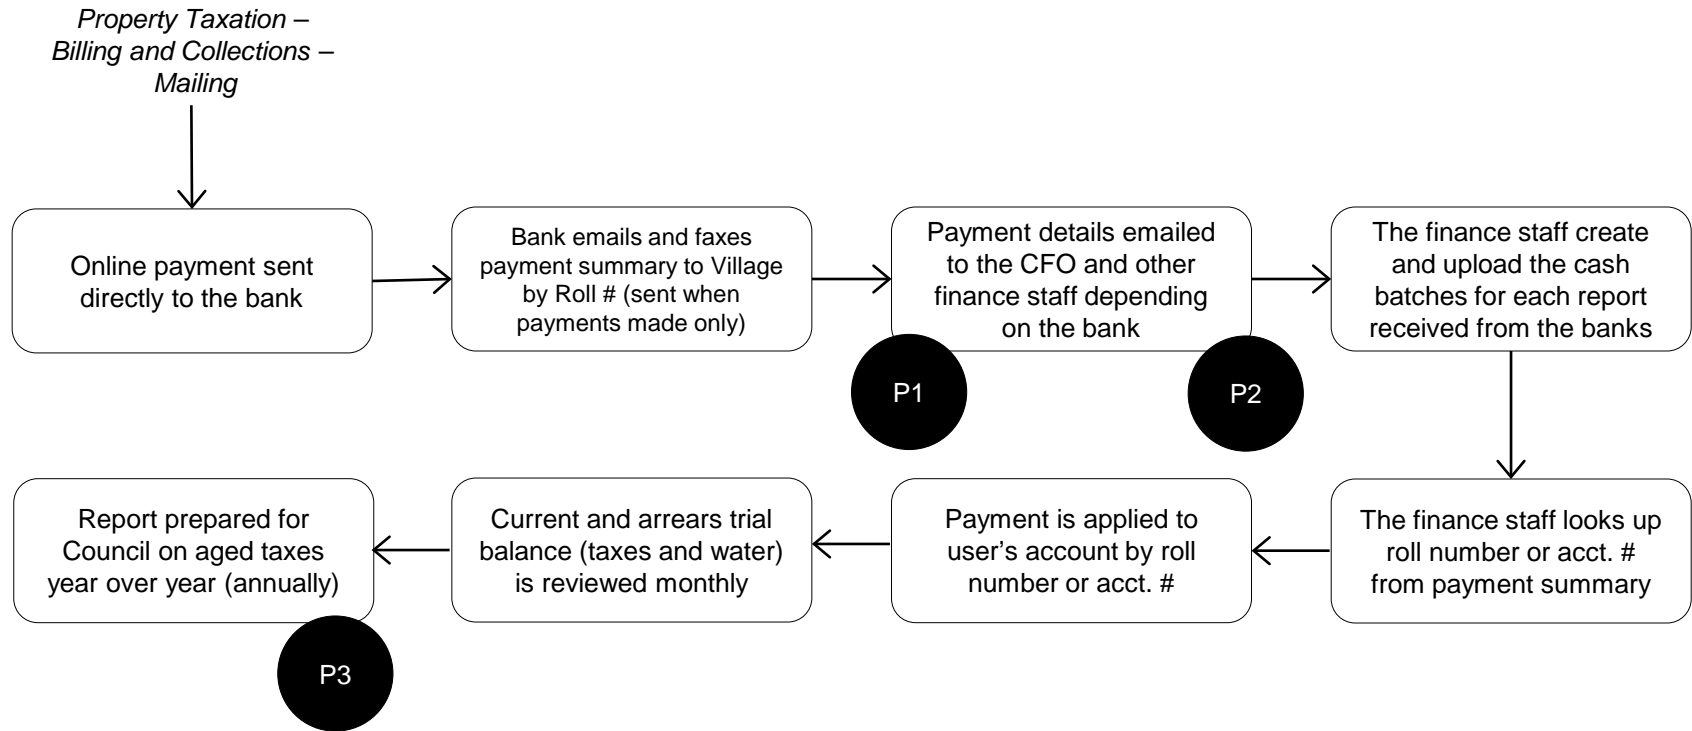 Property Taxation –
Billing and Collections –
Mailing
Online payment sent
directly to the bank
Bank emails and faxes
payment summary to Village
by Roll # (sent when
payments made only)
Payment details emailed
to the CFO and other
finance staff depending
on the bank
The finance staff create
and upload the cash
batches for each report
received from the banks
P1
P2
The finance staff looks up
roll number or acct. #
from payment summary
Payment is applied to
user’s account by roll
number or acct. #
Current and arrears trial
balance (taxes and water)
is reviewed monthly
Report prepared for
Council on aged taxes
year over year (annually)
P3